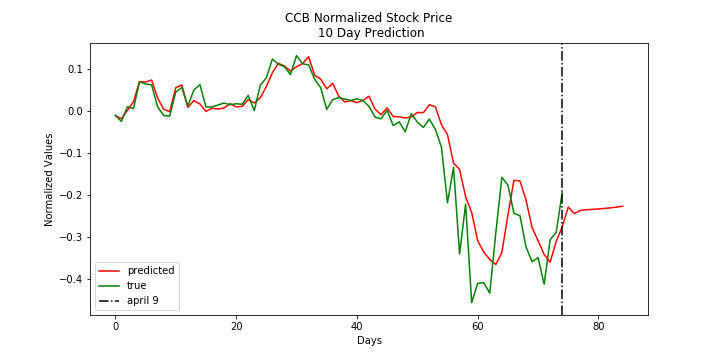 CCB Normalized Stock Price
10 Day Prediction
Normalized Values
0.1
0.0
−0.1
−0.2
−0.3
−0.4
predicted
true
april 9
0 20 40 60 80
Days